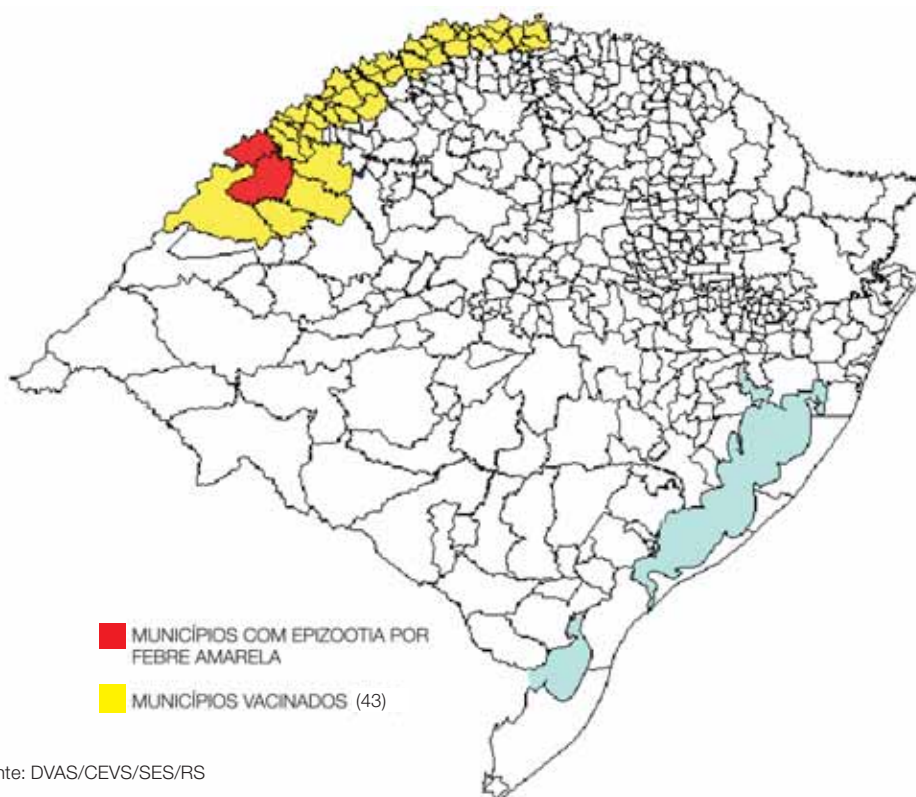 MUNICÍPIOS COM EPIZOOTIA POR
FEBRE AMARELA
MUNICÍPIOS VACINADOS (43)
nte: DVAS/CEVS/SES/RS